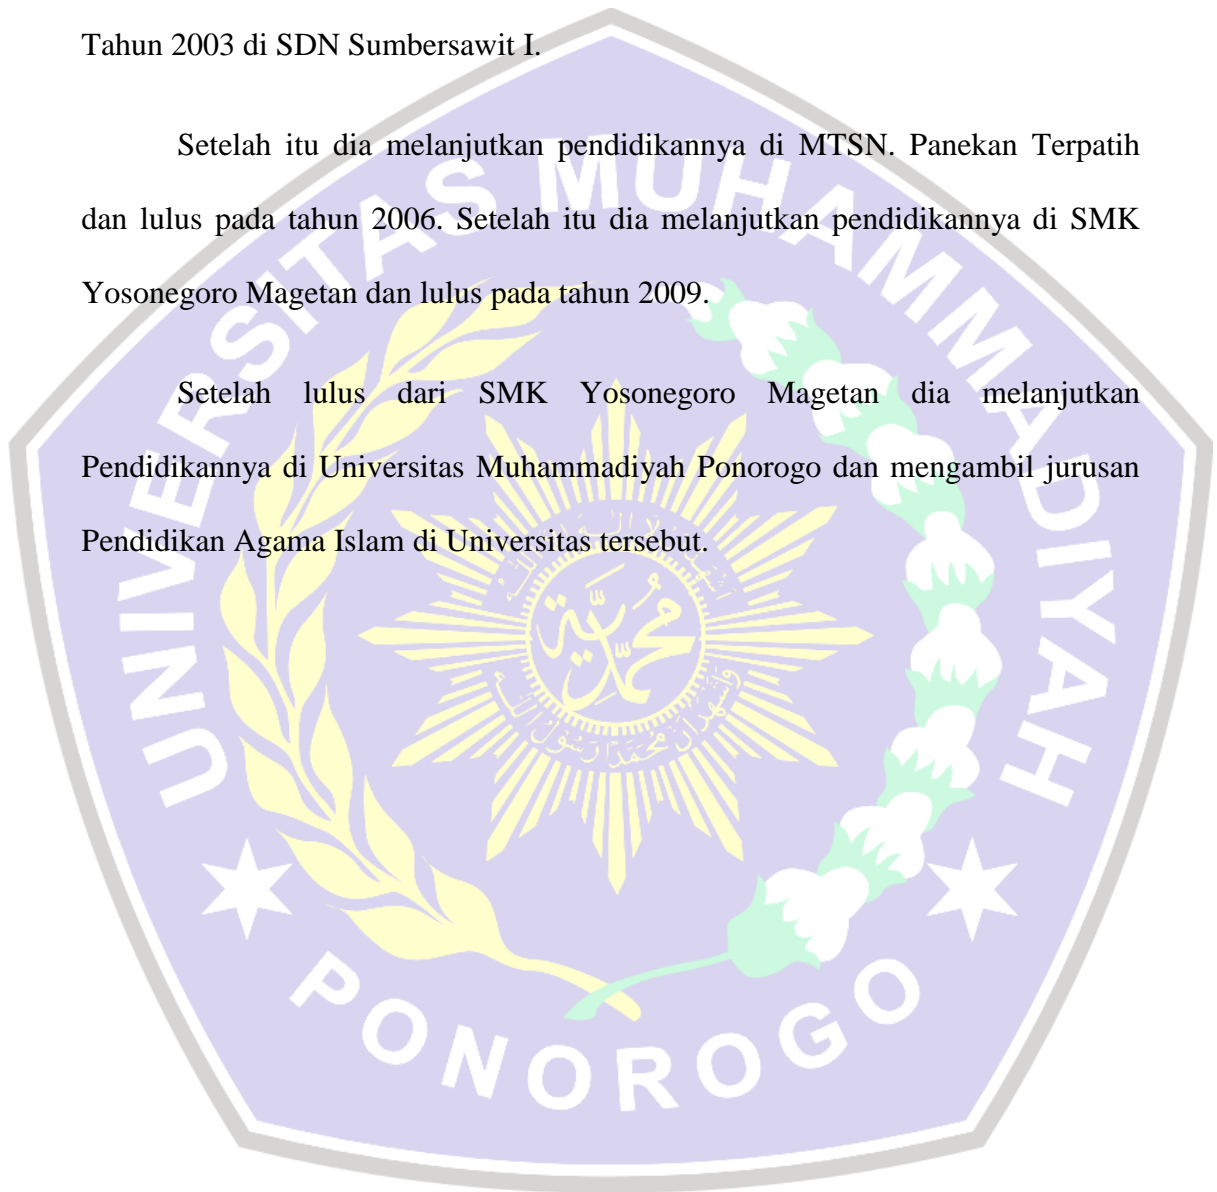 Tahun 2003 di SDN Sumbersawit I.
Setelah itu dia melanjutkan pendidikannya di MTSN. Panekan Terpatih
dan lulus pada tahun 2006. Setelah itu dia melanjutkan pendidikannya di SMK
Yosonegoro Magetan dan lulus pada tahun 2009.
Setelah lulus dari SMK Yosonegoro Magetan dia melanjutkan
Pendidikannya di Universitas Muhammadiyah Ponorogo dan mengambil jurusan
Pendidikan Agama Islam di Universitas tersebut.
UNIVERSITAS MUHAMMADIYAH
PONOROGO
محمدية